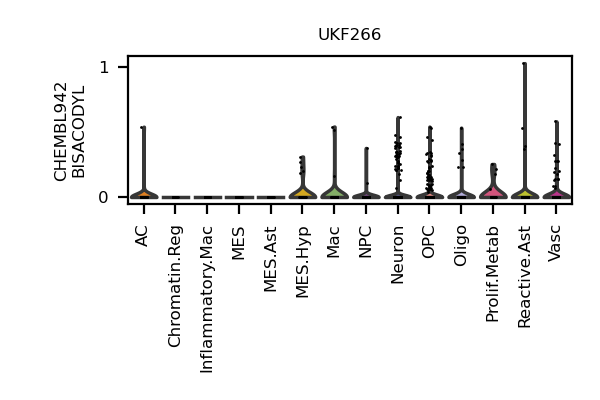 UKF266
CHEMBL942
BISACODYL
1
0
AC
Chromatin.Reg
Inflammatory.Mac
MES
MES.Ast
MES.Hyp
Mac
NPC
Neuron
OPC
Oligo
Prolif.Metab
Reactive.Ast
Vasc